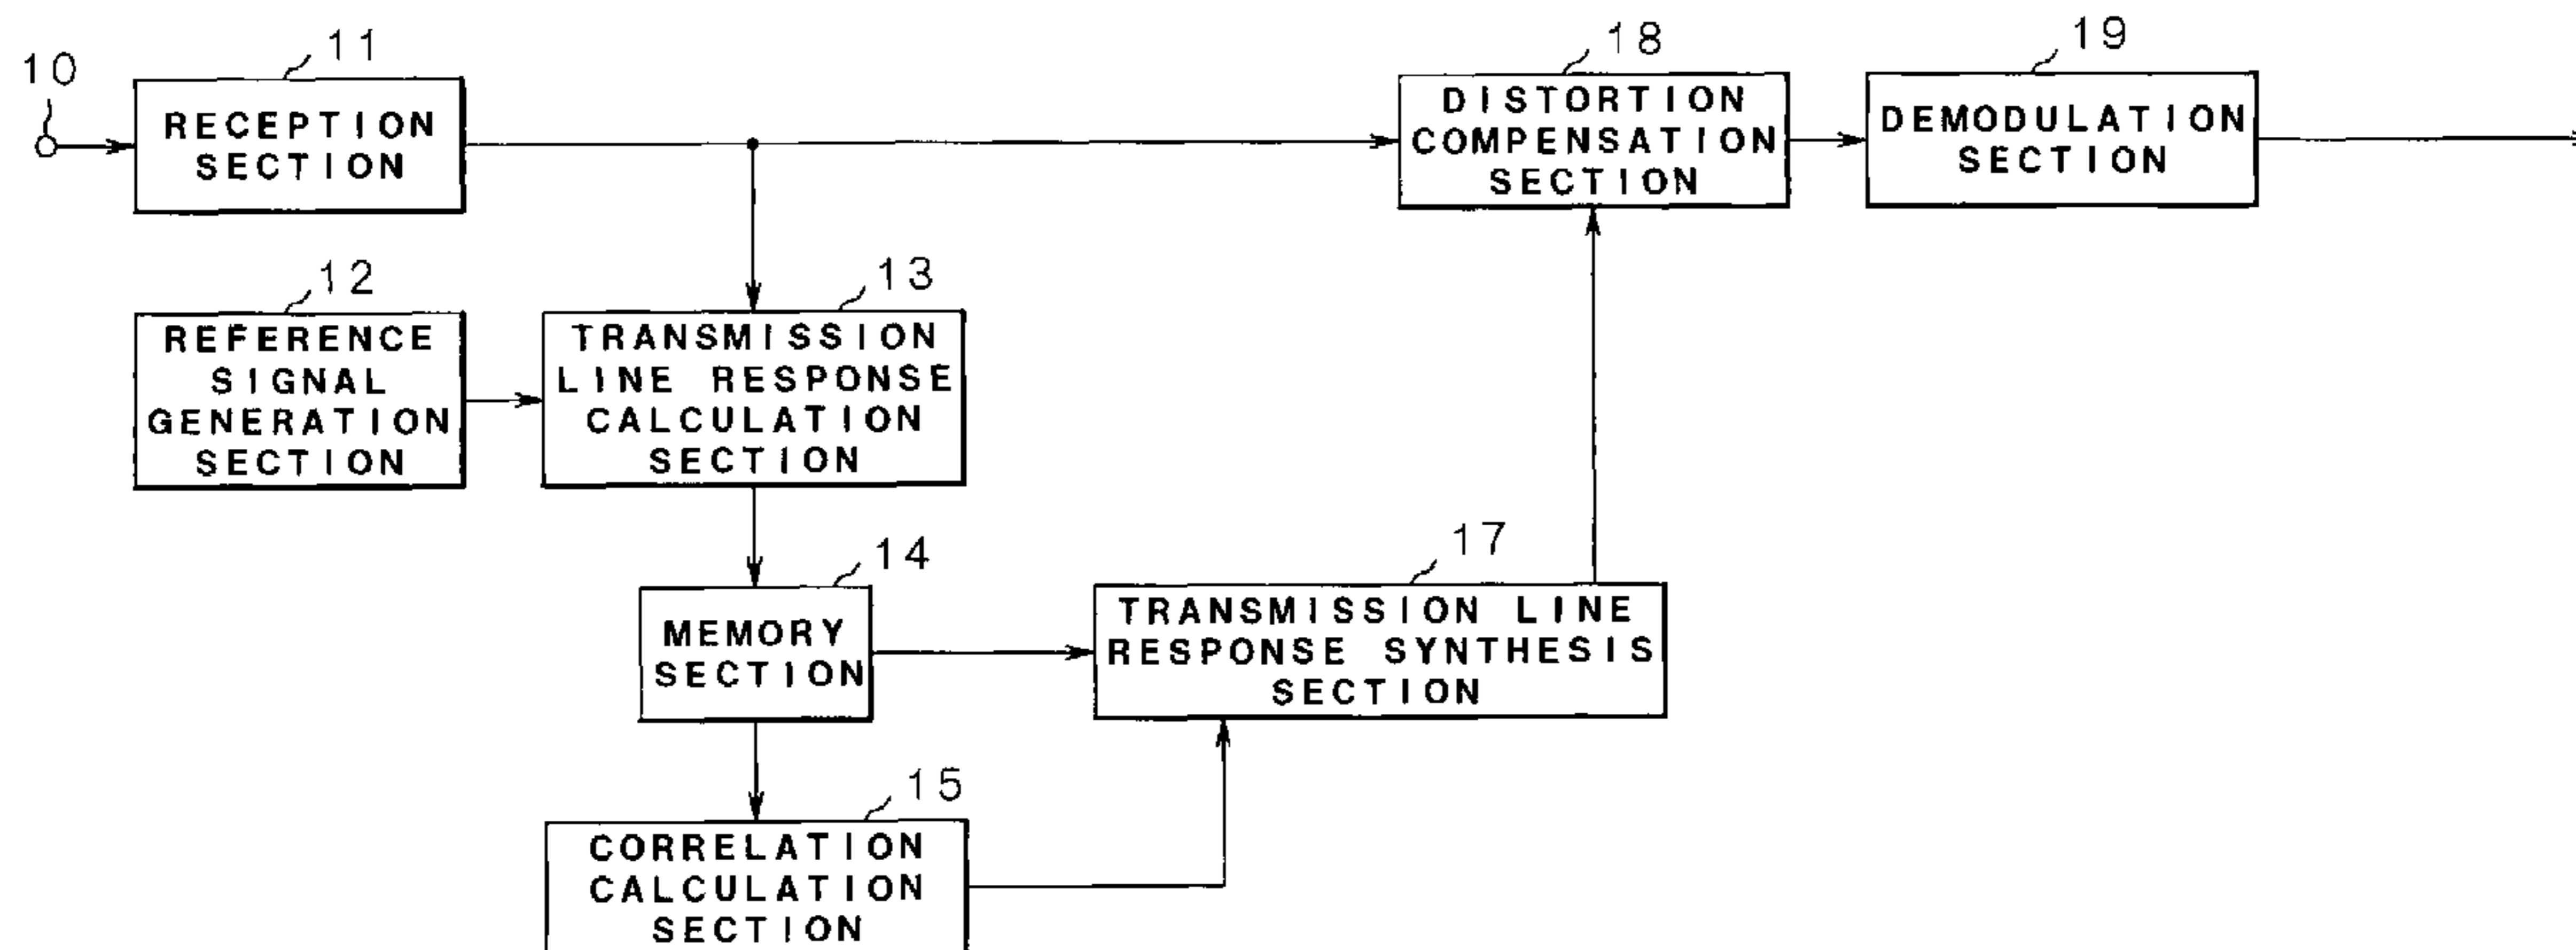 10
11
RECEPTION
SECTION
18
DISTORTION
COMPENSATION
SECTION
19
DEMODULATION
SECTION
12
REFERENCE
SIGNAL
GENERATION
SECTION
13
TRANSMISSION
LINE RESPONSE
CALCULATION
SECTION
14
MEMORY
SECTION
17
TRANSMISSION LINE
RESPONSE SYNTHESIS
SECTION
15
CORRELATION
CALCULATION
SECTION